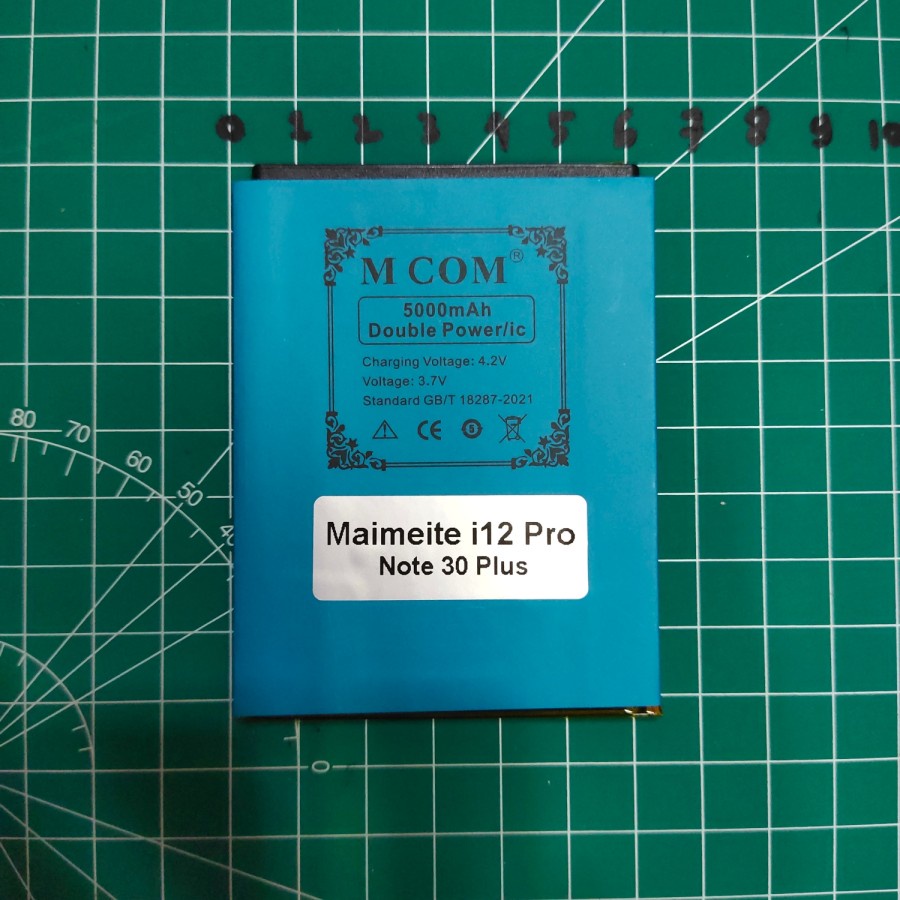 0 1 2 3 4 5 6 7 8 9 10
M COM®
5000mAh
Double Power/ic
Charging Voltage: 4.2V
Voltage: 3.7V
Standard GB/T 18287-2021
CE 5
Maimeite i12 Pro
Note 30 Plus
80 70 60 50
0